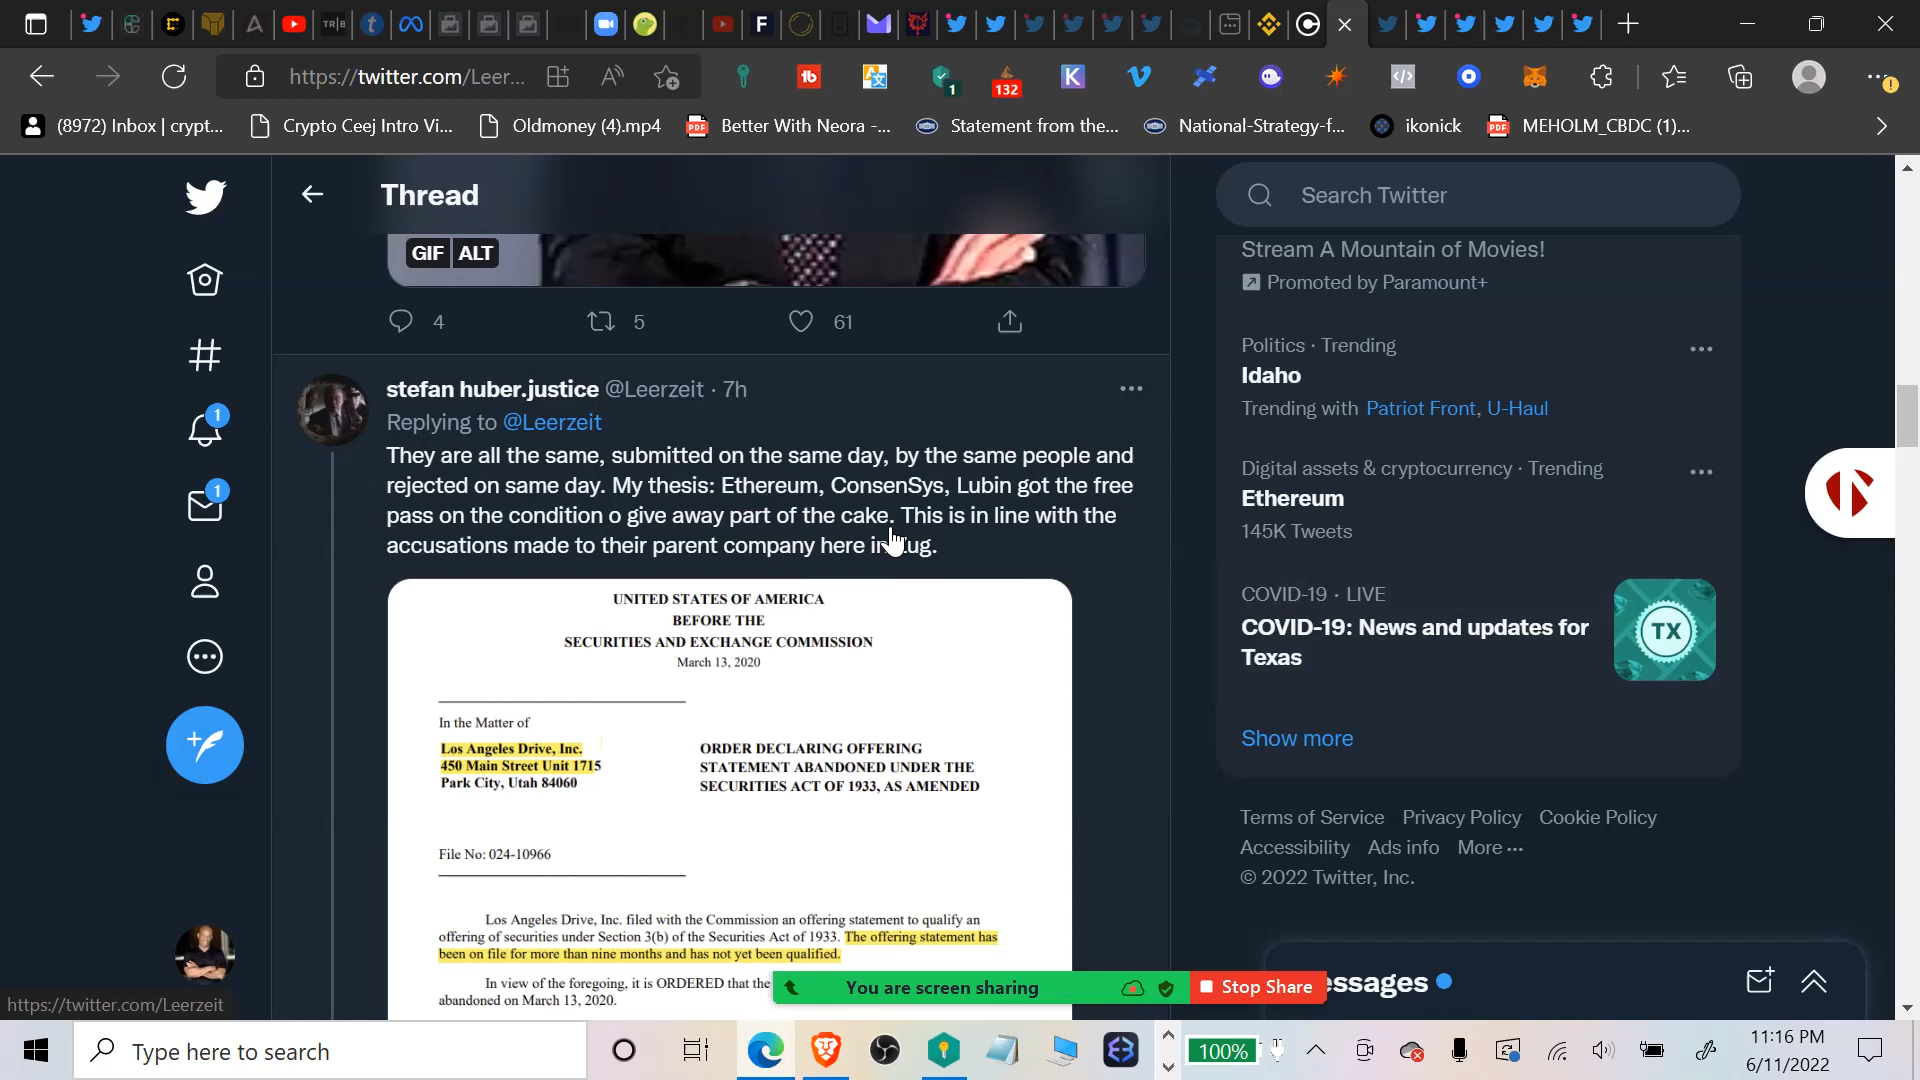 TR|B
F
https://twitter.com/Leer...
1
132
K
(8972) Inbox | crypt...
Crypto Ceej Intro Vi...
Oldmoney (4).mp4
Better With Neora -...
Statement from the...
National-Strategy-f...
ikonick
MEHOLM_CBDC (1)...
Thread
GIF ALT
4
5
61
stefan huber.justice @Leerzeit · 7h
Replying to @Leerzeit
They are all the same, submitted on the same day, by the same people and
rejected on same day. My thesis: Ethereum, ConsenSys, Lubin got the free
pass on the condition o give away part of the cake. This is in line with the
accusations made to their parent company here in ug.
UNITED STATES OF AMERICA
BEFORE THE
SECURITIES AND EXCHANGE COMMISSION
March 13, 2020
In the Matter of
Los Angeles Drive, Inc.
450 Main Street Unit 1715
Park City, Utah 84060
ORDER DECLARING OFFERING
STATEMENT ABANDONED UNDER THE
SECURITIES ACT OF 1933, AS AMENDED
File No: 024-10966
Los Angeles Drive, Inc. filed with the Commission an offering statement to qualify an
offering of securities under Section 3(b) of the Securities Act of 1933. The offering statement has
been on file for more than nine months and has not yet been qualified.
In view of the foregoing, it is ORDERED that the
abandoned on March 13, 2020.
1
1
Search Twitter
Stream A Mountain of Movies!
Promoted by Paramount+
Politics · Trending
Idaho
Trending with Patriot Front, U-Haul
Digital assets & cryptocurrency · Trending
Ethereum
145K Tweets
COVID-19 · LIVE
COVID-19: News and updates for
Texas
TX
Show more
Terms of Service Privacy Policy Cookie Policy
Accessibility Ads info More ···
© 2022 Twitter, Inc.
essages
You are screen sharing
Stop Share
https://twitter.com/Leerzeit
Type here to search
100%
11:16 PM
6/11/2022